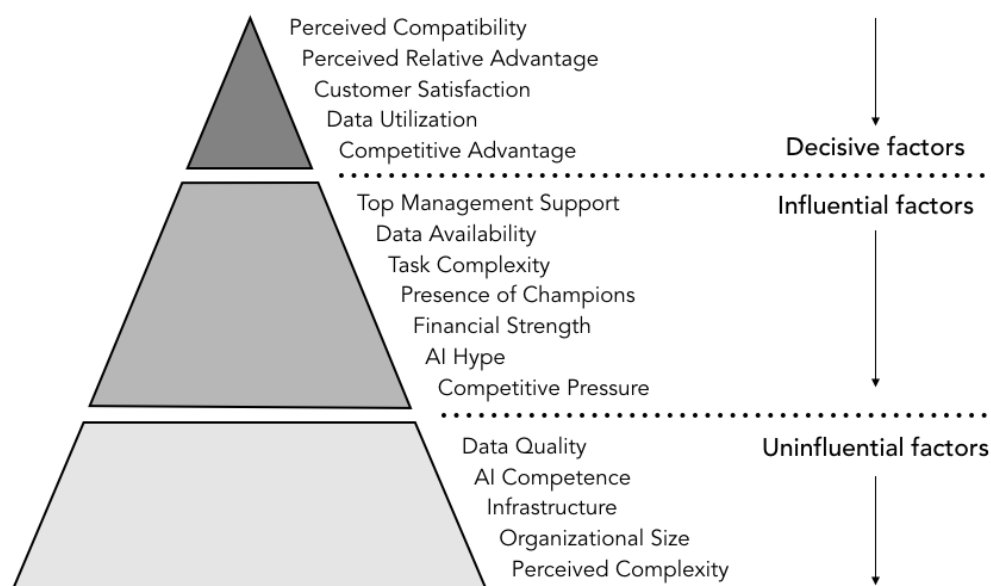 Perceived Compatibility
Perceived Relative Advantage
Customer Satisfaction
Data Utilization
Competitive Advantage
Decisive factors
Top Management Support
Influential factors
Data Availability
Task Complexity
Presence of Champions
Financial Strength
AI Hype
Competitive Pressure
Data Quality
Uninfluential factors
AI Competence
Infrastructure
Organizational Size
Perceived Complexity